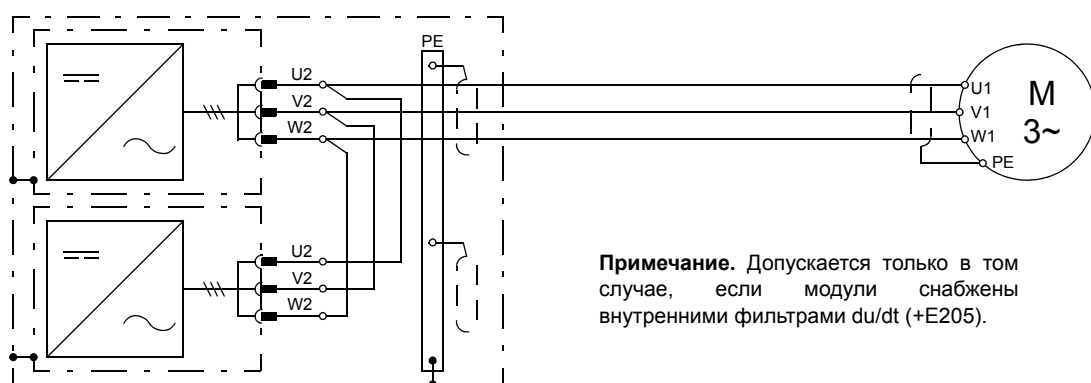 PE
U2
V2
W2
U1
V1
W1
PE
M
3~
U2
V2
W2
Примечание. Допускается только в том
случае, если модули снабжены
внутренними фильтрами du/dt (+E205).